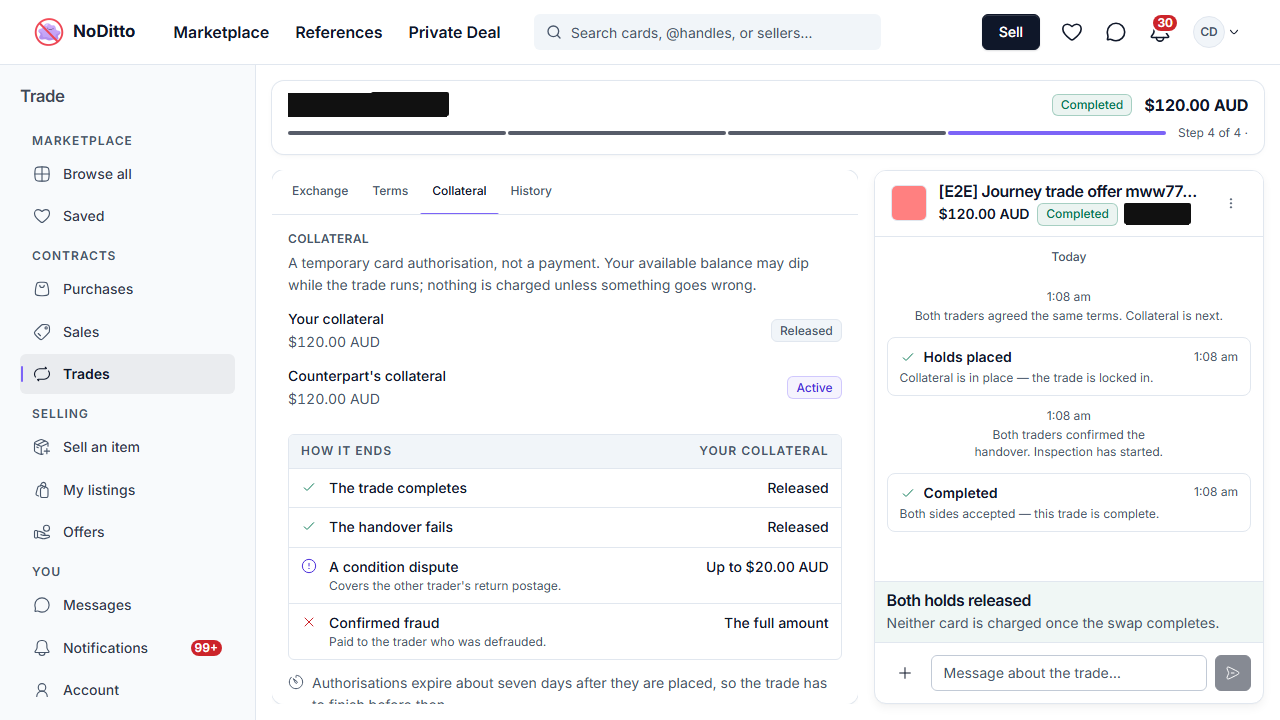 NoDitto
Marketplace
References
Private Deal
Search cards, @handles, or sellers...
Sell
30
CD
Trade
MARKETPLACE
Browse all
Saved
CONTRACTS
Purchases
Sales
Trades
SELLING
Sell an item
My listings
Offers
YOU
Messages
Notifications
99+
Account
Completed
$120.00 AUD
Step 4 of 4 ·
Exchange
Terms
Collateral
History
COLLATERAL
A temporary card authorisation, not a payment. Your available balance may dip
while the trade runs; nothing is charged unless something goes wrong.
Your collateral
$120.00 AUD
Released
Counterpart's collateral
$120.00 AUD
Active
HOW IT ENDS
YOUR COLLATERAL
The trade completes
Released
The handover fails
Released
A condition dispute
Up to $20.00 AUD
Covers the other trader's return postage.
Confirmed fraud
The full amount
Paid to the trader who was defrauded.
Authorisations expire about seven days after they are placed, so the trade has
to finish before then
[E2E] Journey trade offer mww77...
$120.00 AUD
Completed
Today
1:08 am
Both traders agreed the same terms. Collateral is next.
Holds placed
1:08 am
Collateral is in place — the trade is locked in.
1:08 am
Both traders confirmed the
handover. Inspection has started.
Completed
1:08 am
Both sides accepted — this trade is complete.
Both holds released
Neither card is charged once the swap completes.
Message about the trade...